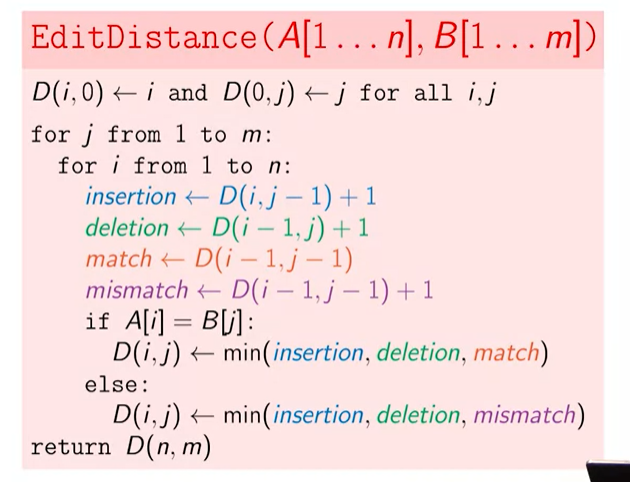 EditDistance(A[1...n], B[1...m])
D(i, 0) ← i and D(0, j) ← j for all i, j
for j from 1 to m:
for i from 1 to n:
insertion ← D(i, j − 1) + 1
deletion ← D(i − 1, j) + 1
match ← D(i − 1, j − 1)
mismatch ← D(i − 1, j − 1) + 1
if A[i] = B[j]:
D(i, j) ← min(insertion, deletion, match)
else:
D(i, j) ← min(insertion, deletion, mismatch)
return D(n, m)